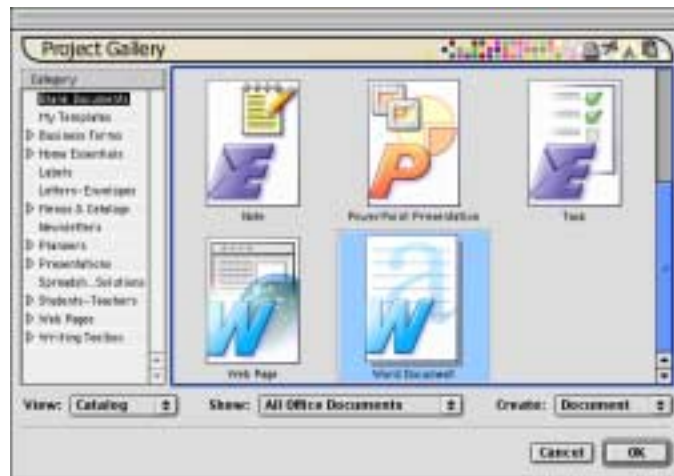 Project Gallery
Category
Blank Documents
My Templates
Business Forms
Home Essentials
Labels
Letters-Envelopes
Menus & Catalogs
Newsletters
Planners
Presentations
Spreadsh...Solutions
Students-Teachers
Web Pages
Writing Toolbox
Note
PowerPoint Presentation
Task
Web Page
Word Document
View: Catalog
Show: All Office Documents
Create: Document
Cancel
OK